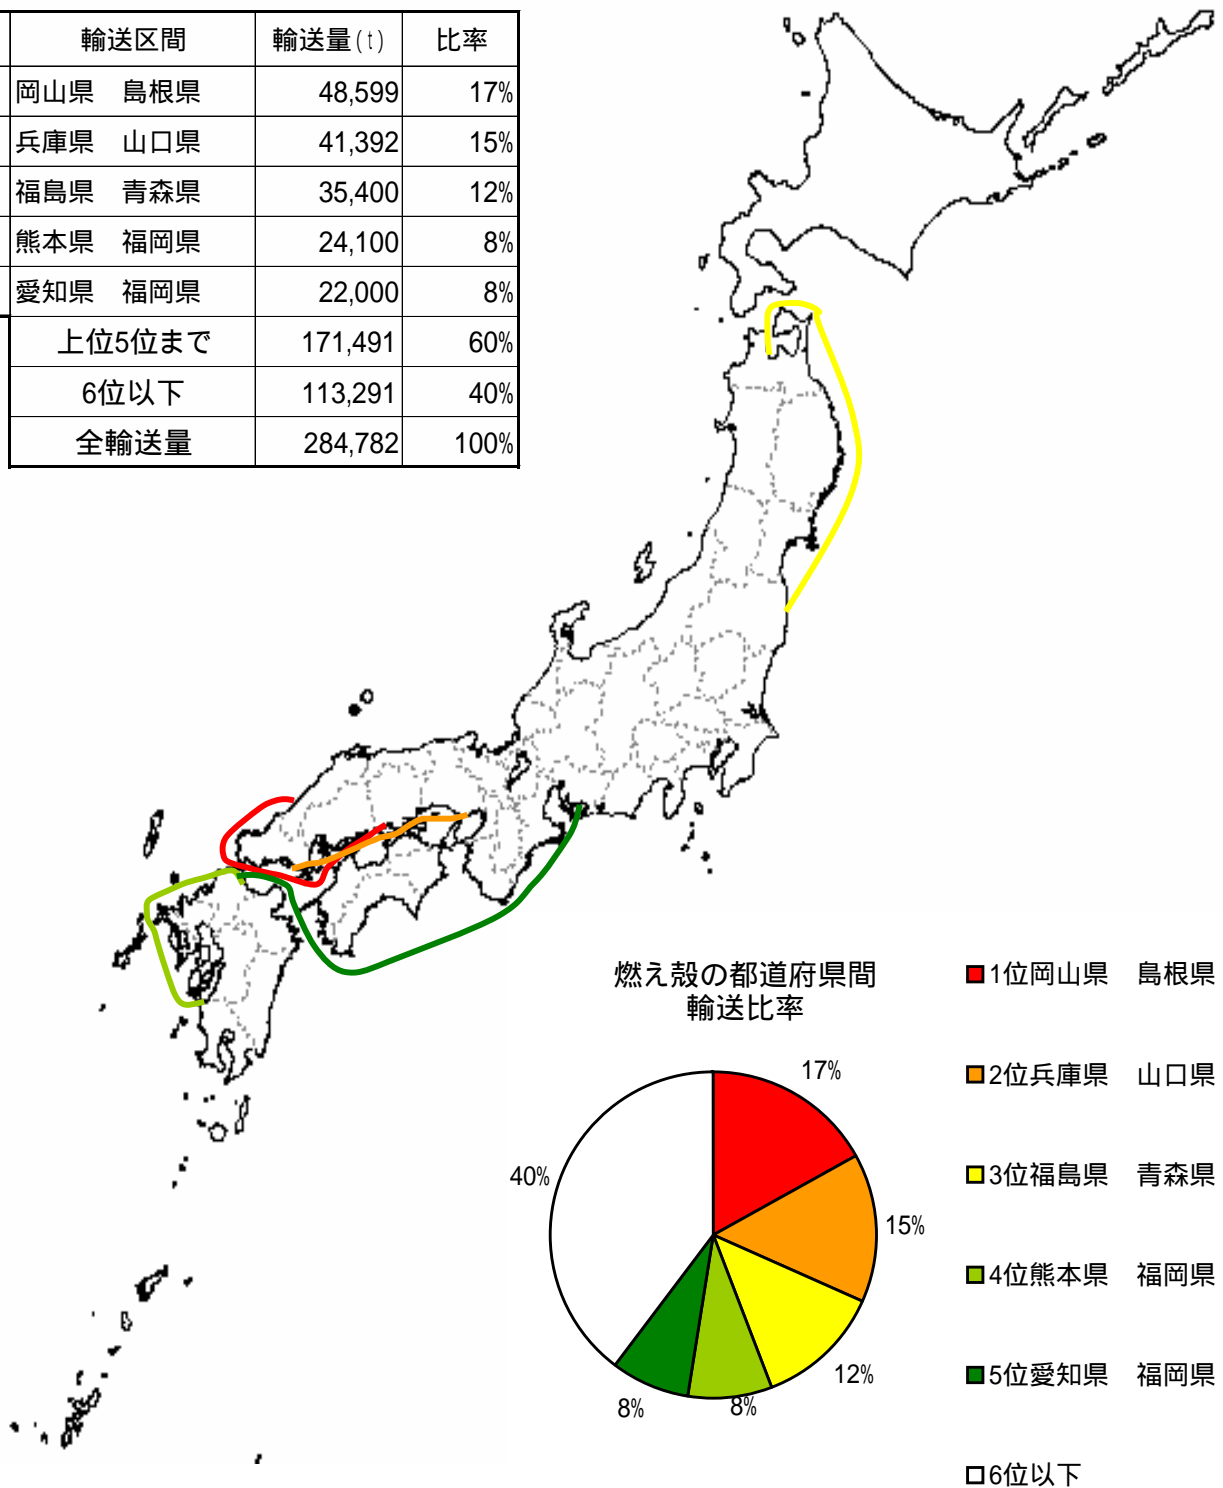 輸送区間 輸送量(t) 比率
岡山県 島根県 48,599 17%
兵庫県 山口県 41,392 15%
福島県 青森県 35,400 12%
熊本県 福岡県 24,100 8%
愛知県 福岡県 22,000 8%
上位5位まで 171,491 60%
6位以下 113,291 40%
全輸送量 284,782 100%
燃え殻の都道府県間
輸送比率
17%
15%
12%
8%
8%
40%
1位岡山県 島根県
2位兵庫県 山口県
3位福島県 青森県
4位熊本県 福岡県
5位愛知県 福岡県
6位以下